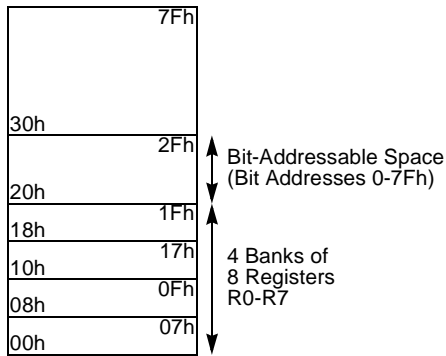 7Fh
30h
2Fh
Bit-Addressable Space
(Bit Addresses 0-7Fh)
20h
1Fh
18h
17h
4 Banks of
8 Registers
R0-R7
10h
0Fh
08h
07h
00h